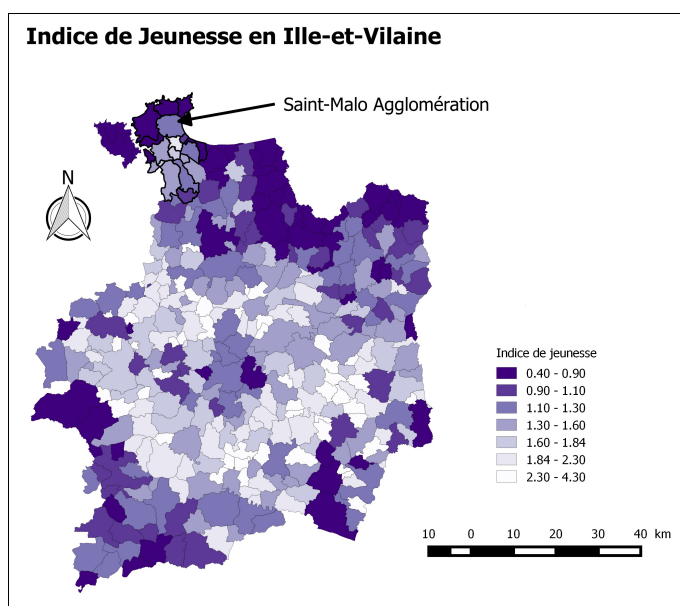 Indice de Jeunesse en Ille-et-Vilaine
Saint-Malo Agglomération
N
Indice de jeunesse
0.40 - 0.90
0.90 - 1.10
1.10 - 1.30
1.30 - 1.60
1.60 - 1.84
1.84 - 2.30
2.30 - 4.30
10 0 10 20 30 40 km